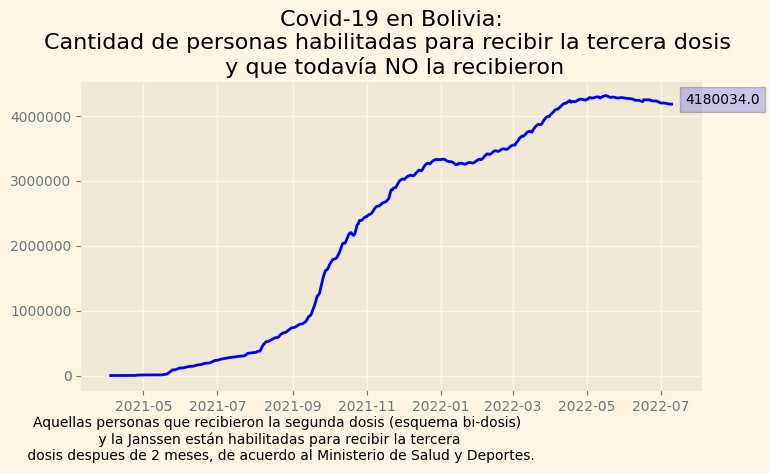 Covid-19 en Bolivia:
Cantidad de personas habilitadas para recibir la tercera dosis
y que todavía NO la recibieron
4180034.0
4000000
3000000
2000000
1000000
0
2021-05 2021-07 2021-09 2021-11 2022-01 2022-03 2022-05 2022-07
Aquellas personas que recibieron la segunda dosis (esquema bi-dosis)
y la Janssen están habilitadas para recibir la tercera
dosis despues de 2 meses, de acuerdo al Ministerio de Salud y Deportes.